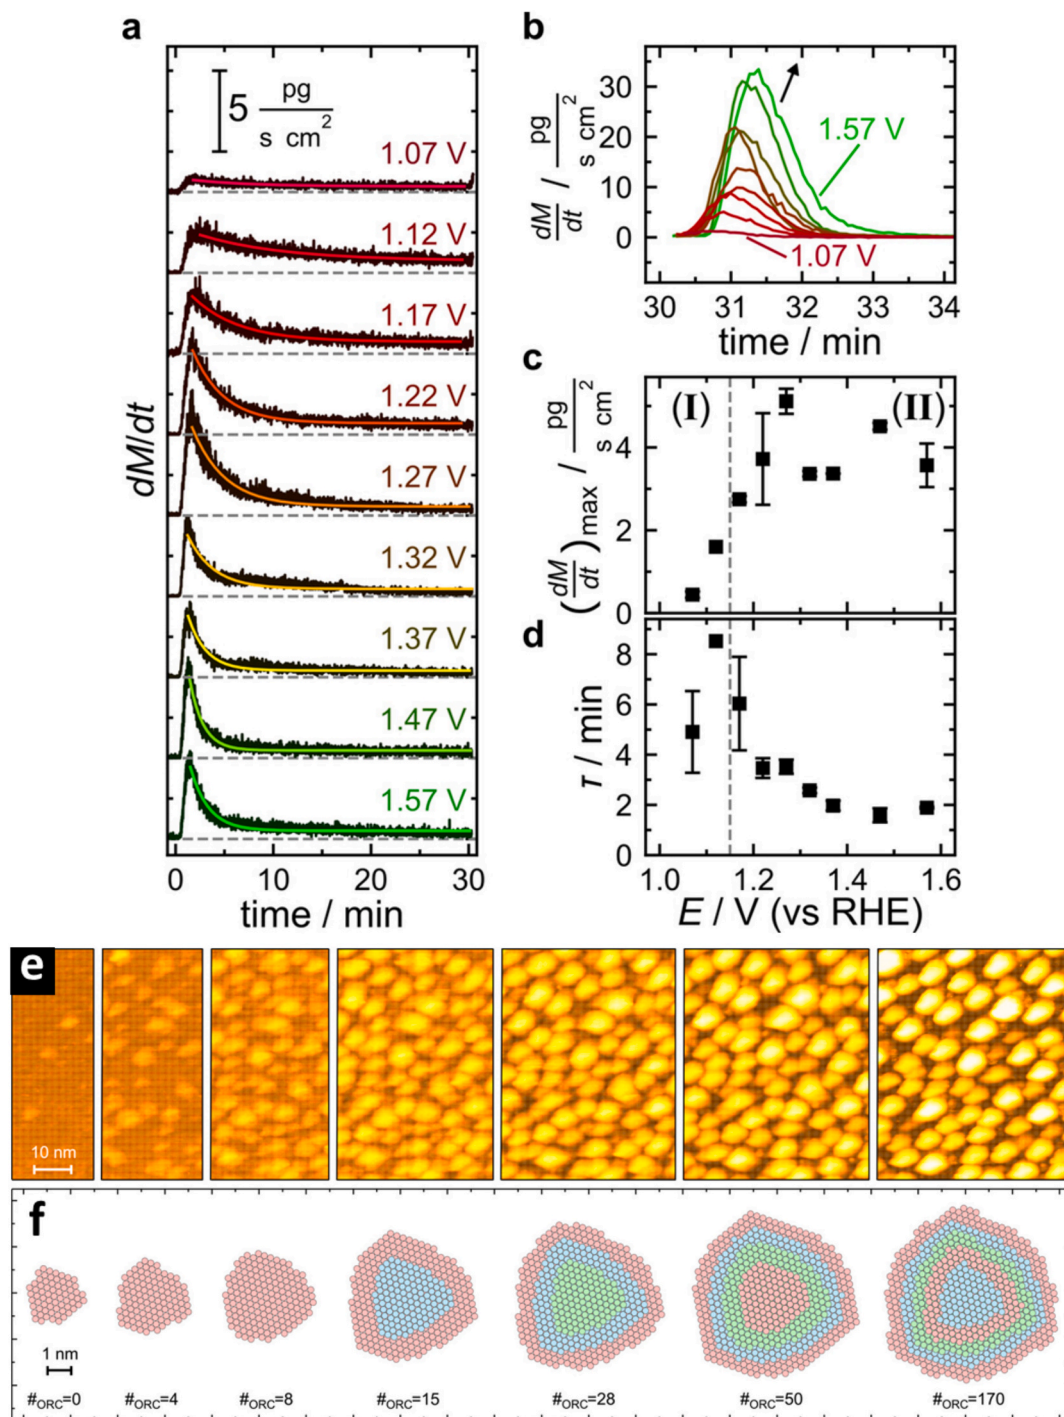 a
5 pg / s cm²
1.07 V
1.12 V
1.17 V
1.22 V
1.27 V
1.32 V
1.37 V
1.47 V
1.57 V
dM/dt
0 10 20 30
time / min
b
dM/dt / pg / s cm²
30
20
10
0
1.57 V
1.07 V
30 31 32 33 34
time / min
c
(I)
(II)
(dM/dt)max / pg / s cm²
4
2
0
d
τ / min
8
6
4
2
0
1.0 1.2 1.4 1.6
E / V (vs RHE)
e
10 nm
f
1 nm
#ORC=0 #ORC=4 #ORC=8 #ORC=15 #ORC=28 #ORC=50 #ORC=170